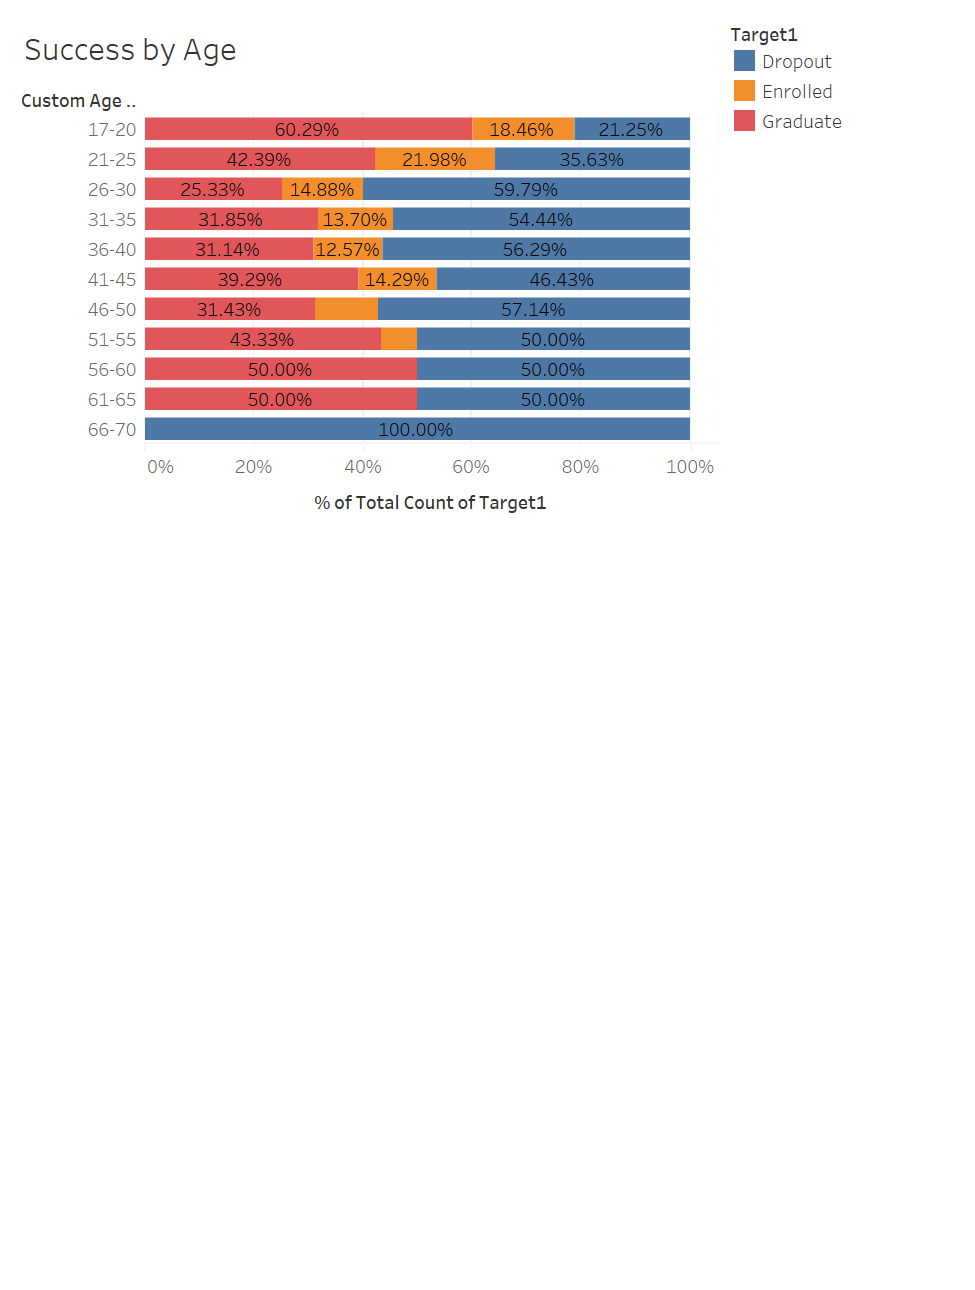 Success by Age
Target1
Dropout
Enrolled
Graduate
Custom Age ..
17-20 60.29% 18.46% 21.25%
21-25 42.39% 21.98% 35.63%
26-30 25.33% 14.88% 59.79%
31-35 31.85% 13.70% 54.44%
36-40 31.14% 12.57% 56.29%
41-45 39.29% 14.29% 46.43%
46-50 31.43% 57.14%
51-55 43.33% 50.00%
56-60 50.00% 50.00%
61-65 50.00% 50.00%
66-70 100.00%
0% 20% 40% 60% 80% 100%
% of Total Count of Target1